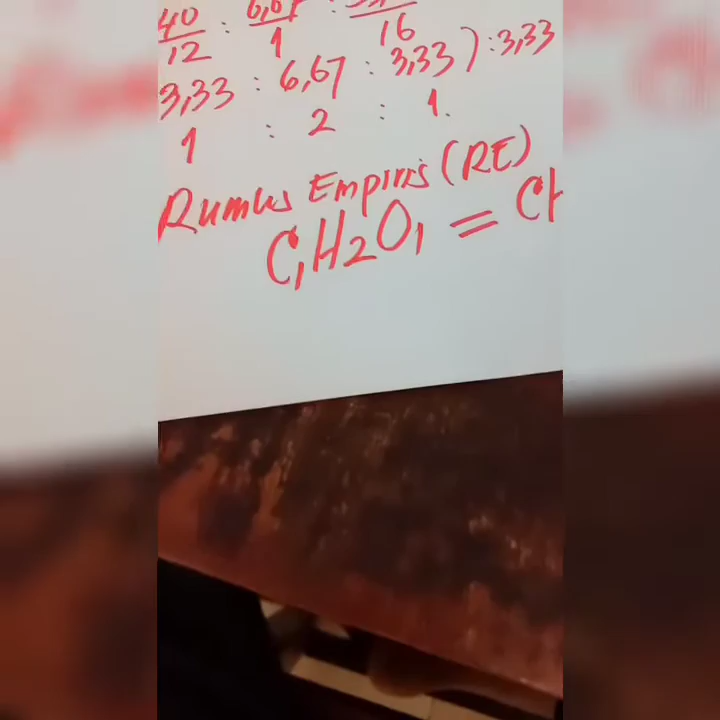 40/12 : 6,67/1 : /16
3,33 : 6,67 : 3,33) : 3,33
1 : 2 : 1.
Rumus Empiris (RE)
C₁H₂O₁ = CH